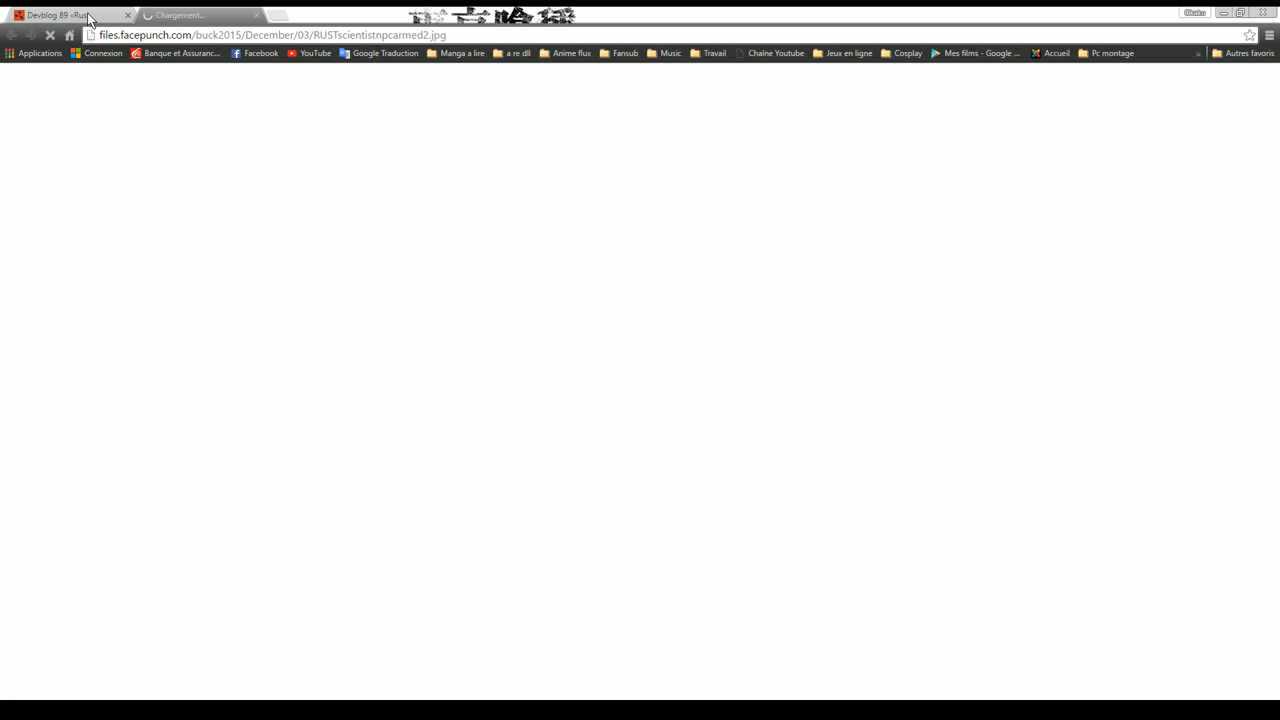 Devblog 89 «Rust
Chargement...
Okaku
files.facepunch.com/buck2015/December/03/RUSTscientistnpcarmed2.jpg
Applications Connexion Banque et Assuranc... Facebook YouTube Google Traduction Manga a lire a re dll Anime flux Fansub Music Travail Chaîne Youtube Jeux en ligne Cosplay Mes films - Google ... Accueil Pc montage » Autres favoris